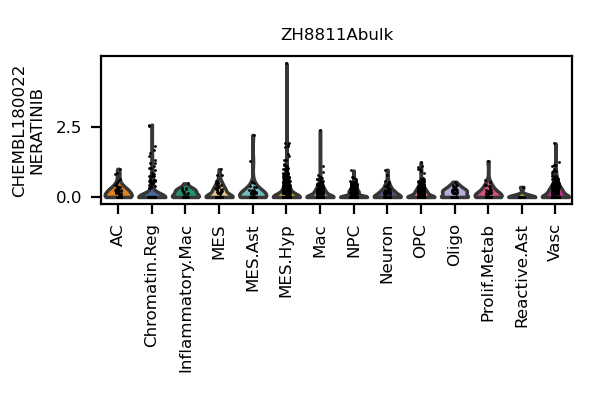 ZH8811Abulk
CHEMBL180022
NERATINIB
2.5
0.0
AC
Chromatin.Reg
Inflammatory.Mac
MES
MES.Ast
MES.Hyp
Mac
NPC
Neuron
OPC
Oligo
Prolif.Metab
Reactive.Ast
Vasc